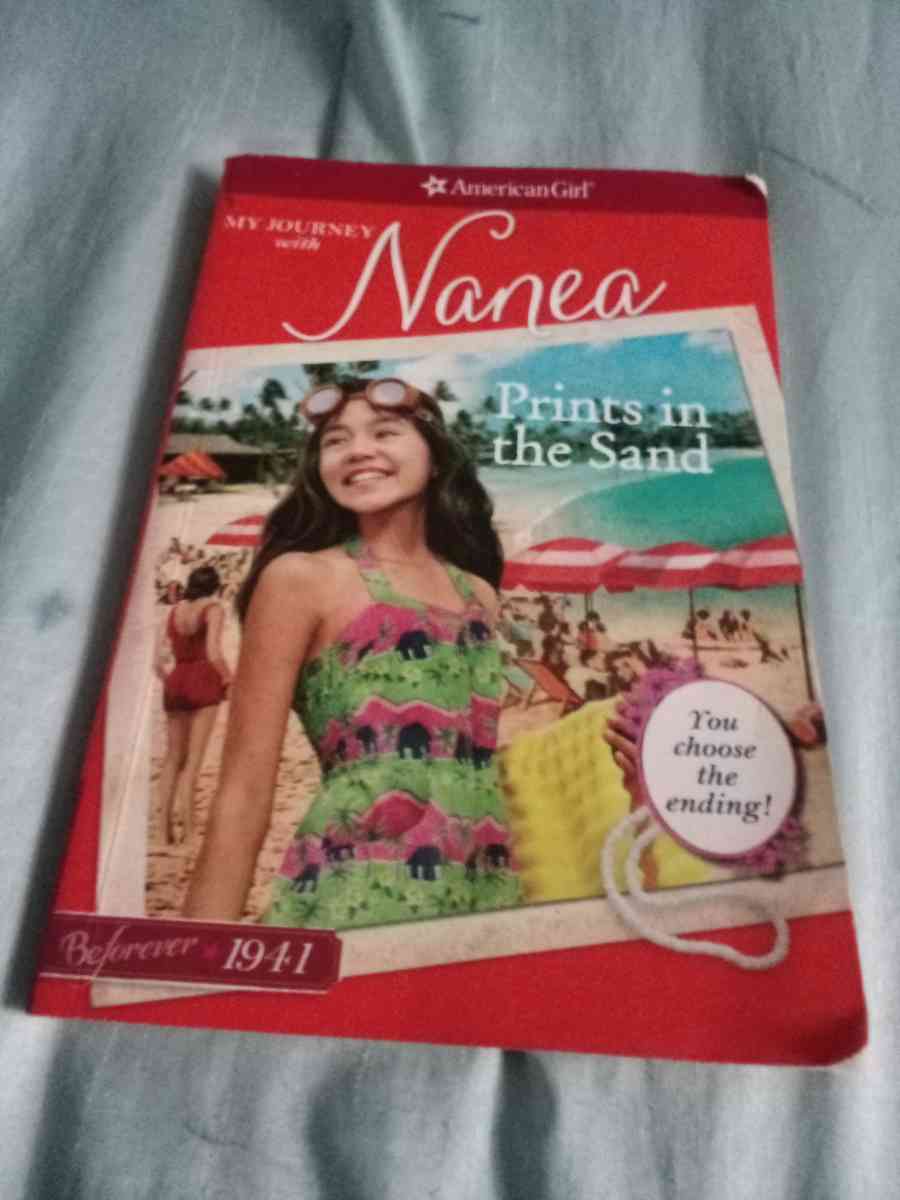 American Girl®
MY JOURNEY
with
Nanea
Prints in
the Sand
You
choose
the
ending!
Beforever ★ 1941